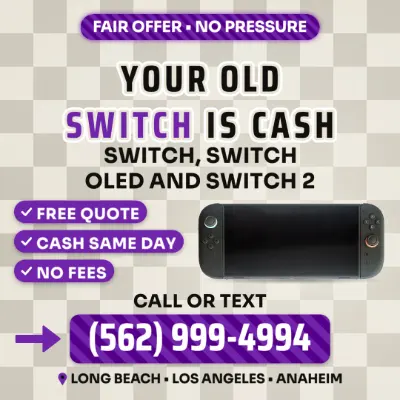 FAIR OFFER • NO PRESSURE
YOUR OLD
SWITCH IS CASH
SWITCH, SWITCH
OLED AND SWITCH 2
FREE QUOTE
CASH SAME DAY
NO FEES
CALL OR TEXT
(562) 999-4994
LONG BEACH • LOS ANGELES • ANAHEIM